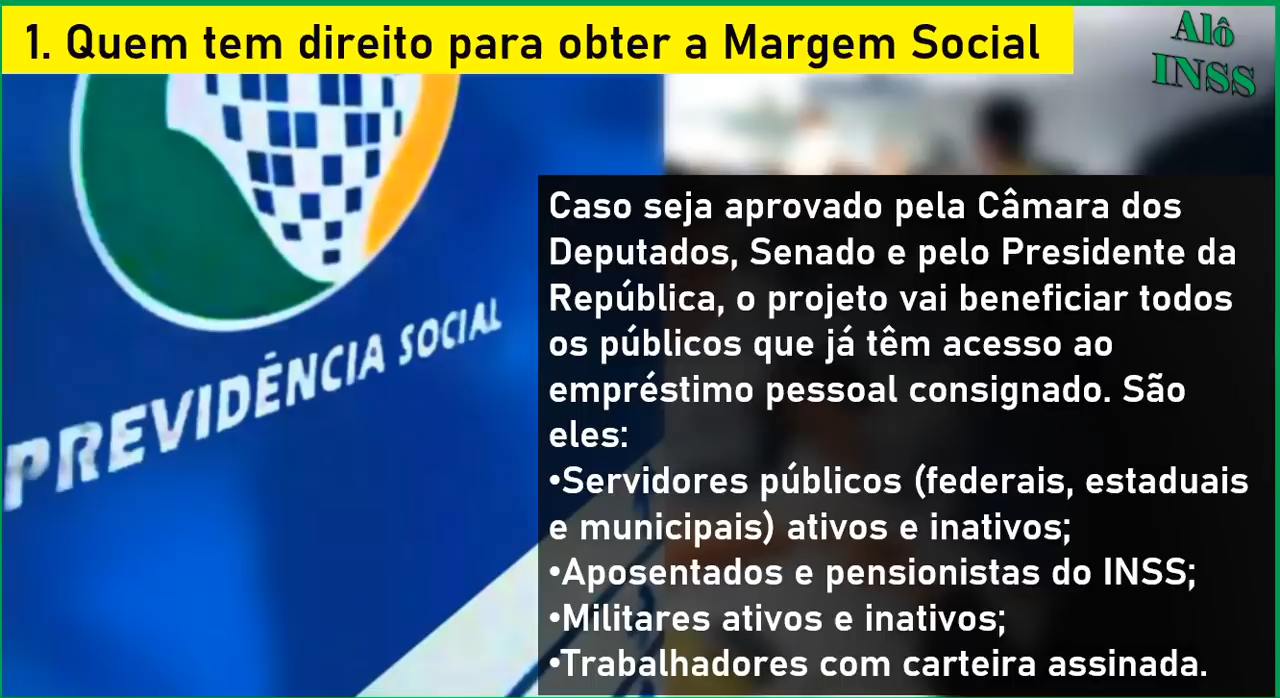 1. Quem tem direito para obter a Margem Social
Alô
INSS
PREVIDÊNCIA SOCIAL
Caso seja aprovado pela Câmara dos
Deputados, Senado e pelo Presidente da
República, o projeto vai beneficiar todos
os públicos que já têm acesso ao
empréstimo pessoal consignado. São
eles:
•Servidores públicos (federais, estaduais
e municipais) ativos e inativos;
•Aposentados e pensionistas do INSS;
•Militares ativos e inativos;
•Trabalhadores com carteira assinada.